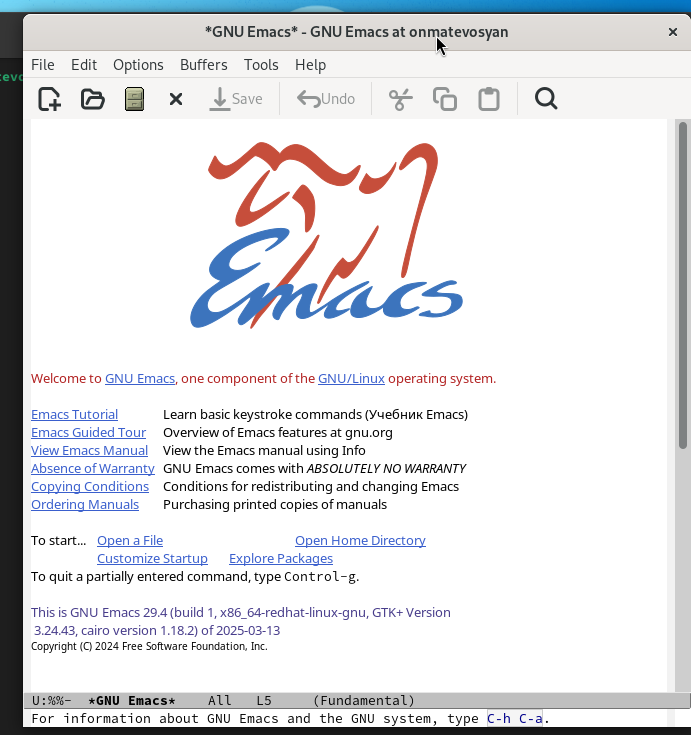 *GNU Emacs* - GNU Emacs at onmatevosyan
File Edit Options Buffers Tools Help
Save Undo
Emacs
Welcome to GNU Emacs, one component of the GNU/Linux operating system.
Emacs Tutorial Learn basic keystroke commands (Учебник Emacs)
Emacs Guided Tour Overview of Emacs features at gnu.org
View Emacs Manual View the Emacs manual using Info
Absence of Warranty GNU Emacs comes with ABSOLUTELY NO WARRANTY
Copying Conditions Conditions for redistributing and changing Emacs
Ordering Manuals Purchasing printed copies of manuals
To start... Open a File Open Home Directory
Customize Startup Explore Packages
To quit a partially entered command, type Control-g.
This is GNU Emacs 29.4 (build 1, x86_64-redhat-linux-gnu, GTK+ Version
3.24.43, cairo version 1.18.2) of 2025-03-13
Copyright (C) 2024 Free Software Foundation, Inc.
U:%%- *GNU Emacs* All L5 (Fundamental)
For information about GNU Emacs and the GNU system, type C-h C-a.